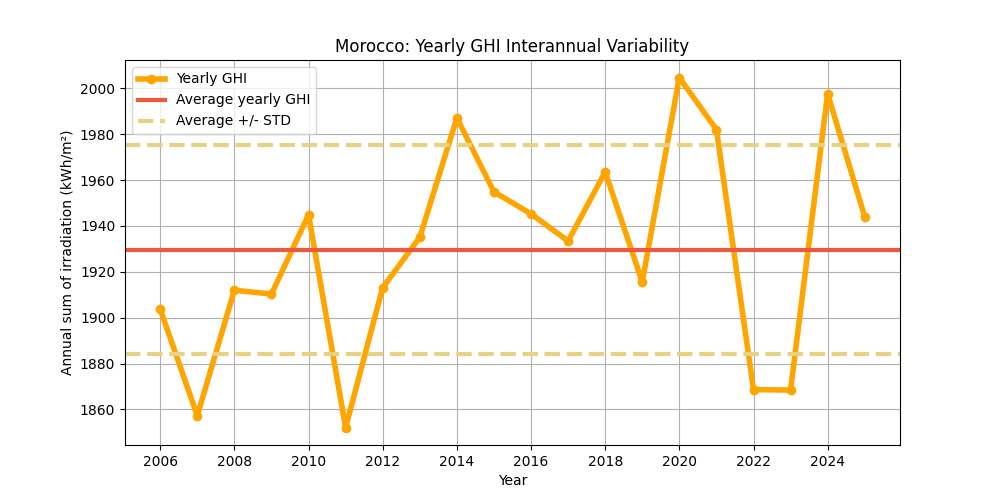 Morocco: Yearly GHI Interannual Variability
Yearly GHI
Average yearly GHI
Average +/- STD
Annual sum of irradiation (kWh/m²)
2000
1980
1960
1940
1920
1900
1880
1860
2006 2008 2010 2012 2014 2016 2018 2020 2022 2024
Year